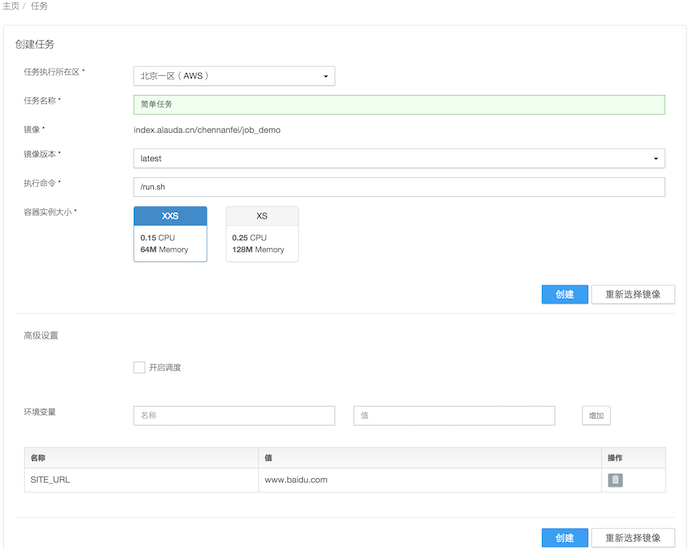 主页 / 任务
创建任务
任务执行所在区 * 北京一区（AWS）
任务名称 * 简单任务
镜像 * index.alauda.cn/chennanfei/job_demo
镜像版本 * latest
执行命令 * /run.sh
容器实例大小 * XXS XS
0.15 CPU 0.25 CPU
64M Memory 128M Memory
创建 重新选择镜像
高级设置
开启调度
环境变量 名称 值 增加
名称 值 操作
SITE_URL www.baidu.com
创建 重新选择镜像